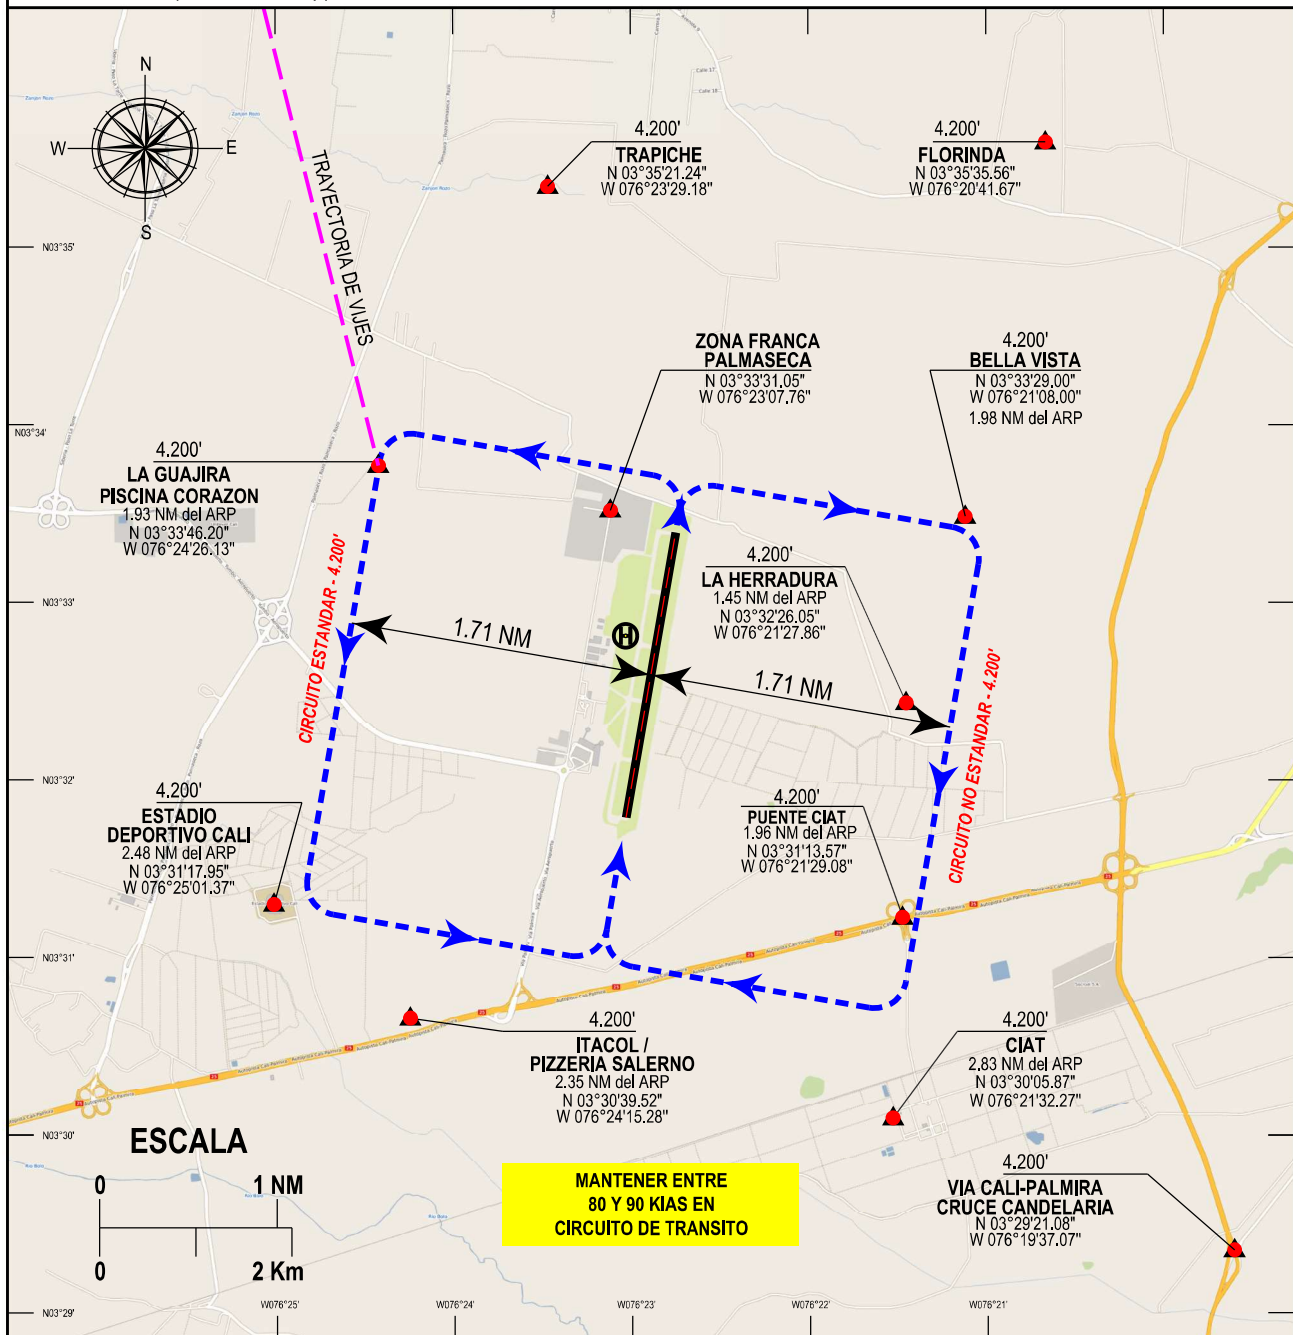 N
W
E
S
TRAYECTORIA DE VIJES
4.200'
TRAPICHE
N 03°35'21.24"
W 076°23'29.18"
4.200'
FLORINDA
N 03°35'35.56"
W 076°20'41.67"
Calle 17
Calle 18
Zanjon Rozo
Zanjon Rozo
N03°35'
ZONA FRANCA
PALMASECA
N 03°33'31.05"
W 076°23'07.76"
4.200'
BELLA VISTA
N 03°33'29.00"
W 076°21'08.00"
1.98 NM del ARP
N03°34'
4.200'
LA GUAJIRA
PISCINA CORAZON
1.93 NM del ARP
N 03°33'46.20"
W 076°24'26.13"
4.200'
LA HERRADURA
1.45 NM del ARP
N 03°32'26.05"
W 076°21'27.86"
N03°33'
CIRCUITO ESTANDAR - 4.200'
1.71 NM
H
1.71 NM
CIRCUITO NO ESTANDAR - 4.200'
N03°32'
4.200'
ESTADIO
DEPORTIVO CALI
2.48 NM del ARP
N 03°31'17.95"
W 076°25'01.37"
4.200'
PUENTE CIAT
1.96 NM del ARP
N 03°31'13.57"
W 076°21'29.08"
N03°31'
4.200'
ITACOL /
PIZZERIA SALERNO
2.35 NM del ARP
N 03°30'39.52"
W 076°24'15.28"
4.200'
CIAT
2,83 NM del ARP
N 03°30'05.87"
W 076°21'32.27"
N03°30'
ESCALA
0
1 NM
0
2 Km
MANTENER ENTRE
80 Y 90 KIAS EN
CIRCUITO DE TRANSITO
4.200'
VIA CALI-PALMIRA
CRUCE CANDELARIA
N 03°29'21.08"
W 076°19'37.07"
N03°29'
W076°25'
W076°24'
W076°23'
W076°22'
W076°21'